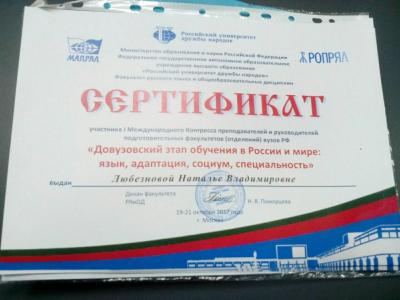 МАПРЯЛ
Российский университет
дружбы народов
РОПРЯЛ
Министерство образования и науки Российской Федерации
Федеральное государственное автономное образовательное
учреждение высшего образования
«Российский университет дружбы народов»
Факультет русского языка и общеобразовательных дисциплин
СЕРТИФИКАТ
участника I Международного Конгресса преподавателей и руководителей
подготовительных факультетов (отделений) вузов РФ
«Довузовский этап обучения в России и мире:
язык, адаптация, социум, специальность»
выдан Любезновой Наталье Владимировне
Декан факультета
РЯиОД
Н. В. Поморцева
19-21 октября 2017 года
г. Москва